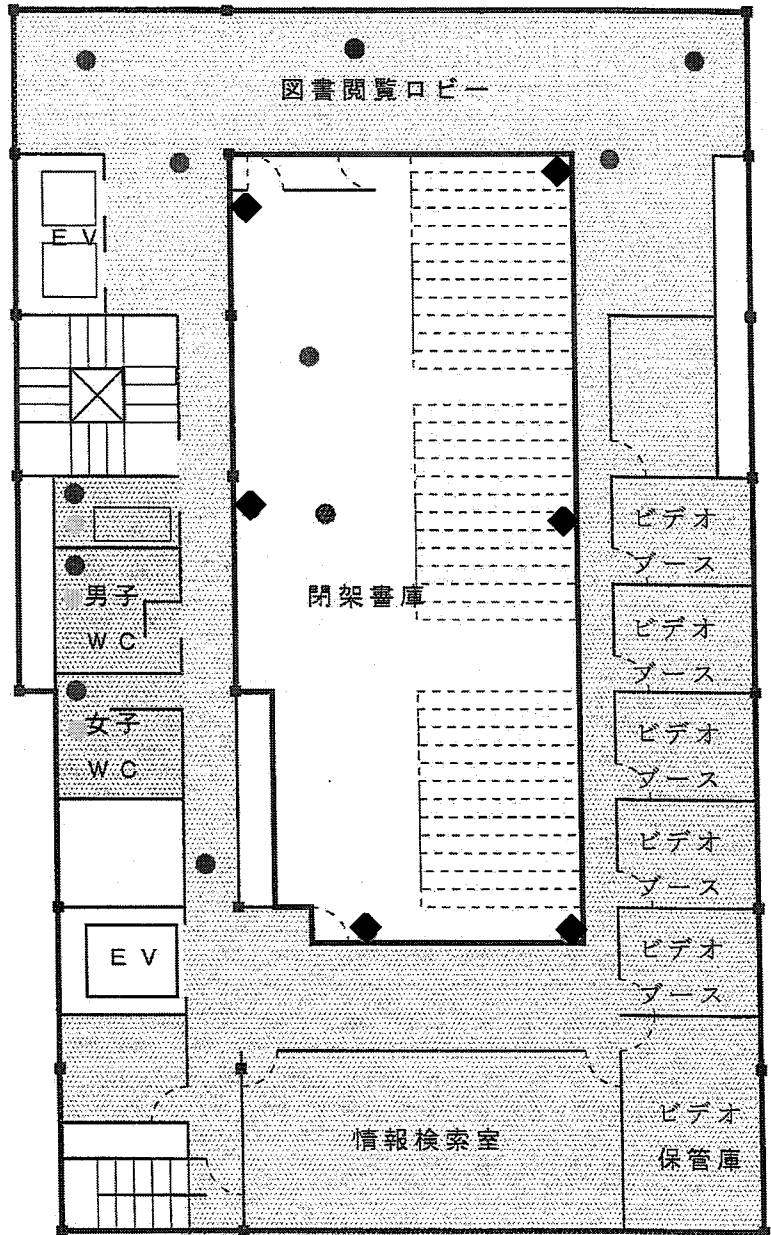 図書閲覧ロビー
EV
ビデオ
ブース
閉架書庫
男子
WC
ビデオ
ブース
女子
WC
ビデオ
ブース
ビデオ
ブース
EV
ビデオ
ブース
情報検索室
ビデオ
保管庫